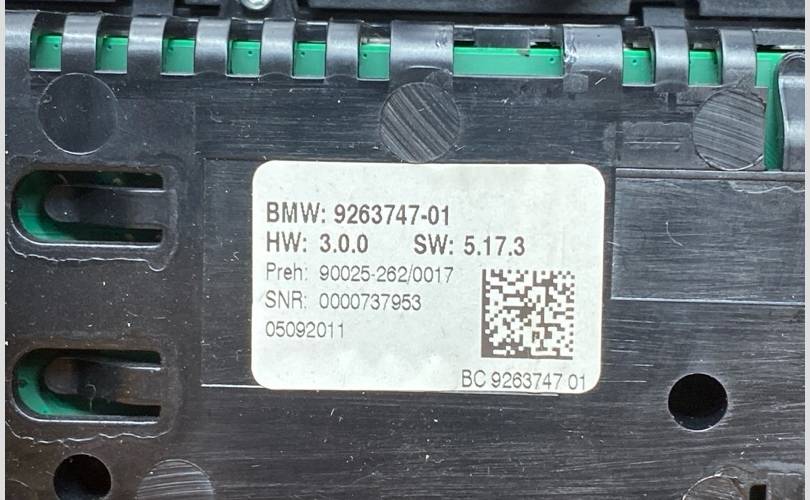 BMW: 9263747-01
HW: 3.0.0 SW: 5.17.3
Preh: 90025-262/0017
SNR: 0000737953
05092011
BC 9263747 01